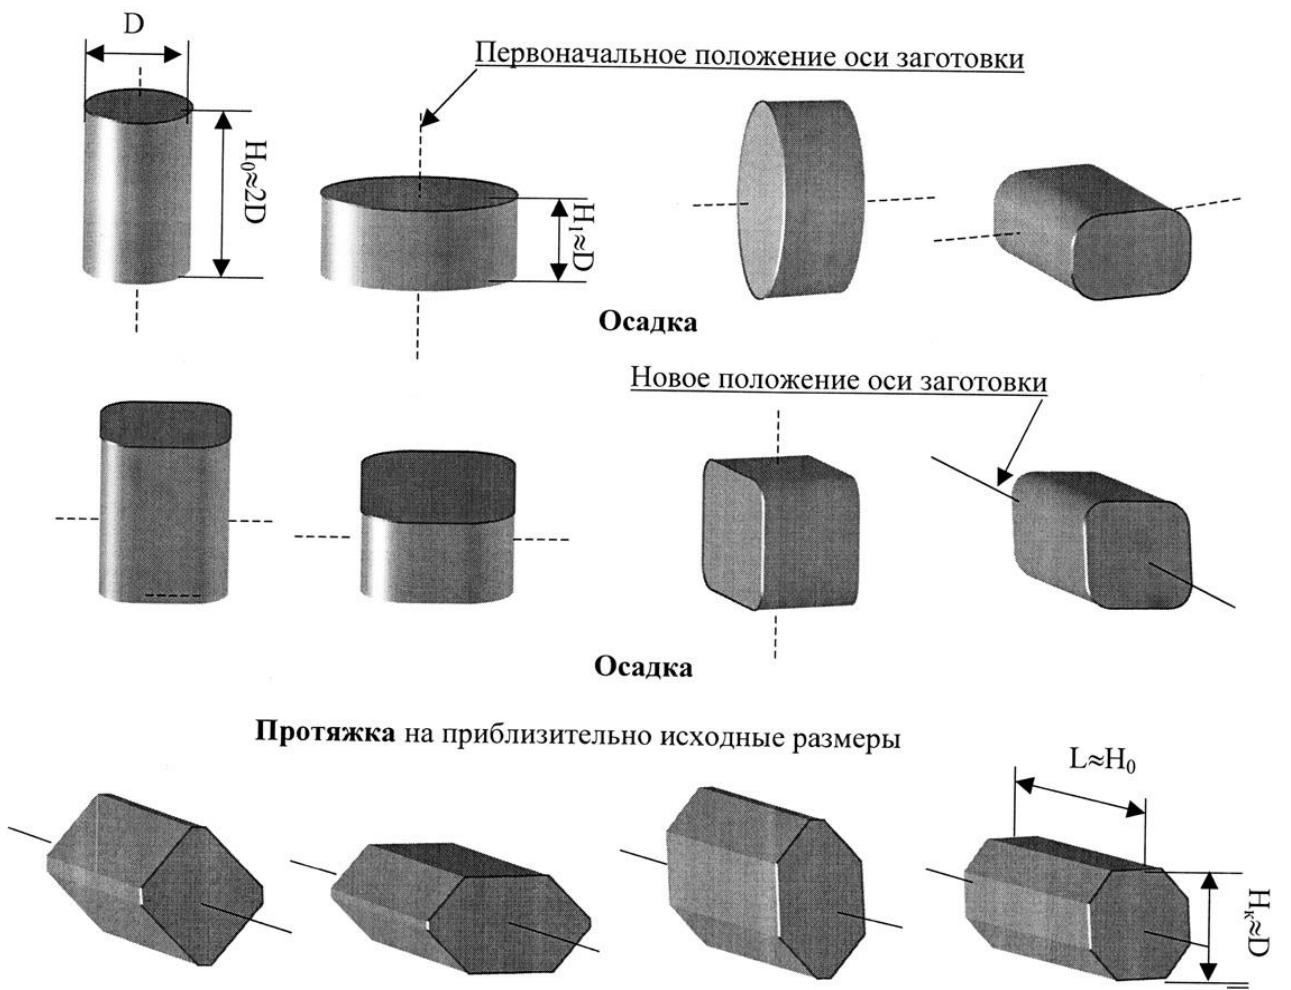 D
Первоначальное положение оси заготовки
H₀≈2D
H₁≈D
Осадка
Новое положение оси заготовки
Осадка
Протяжка на приблизительно исходные размеры
L≈H₀
Hк≈D